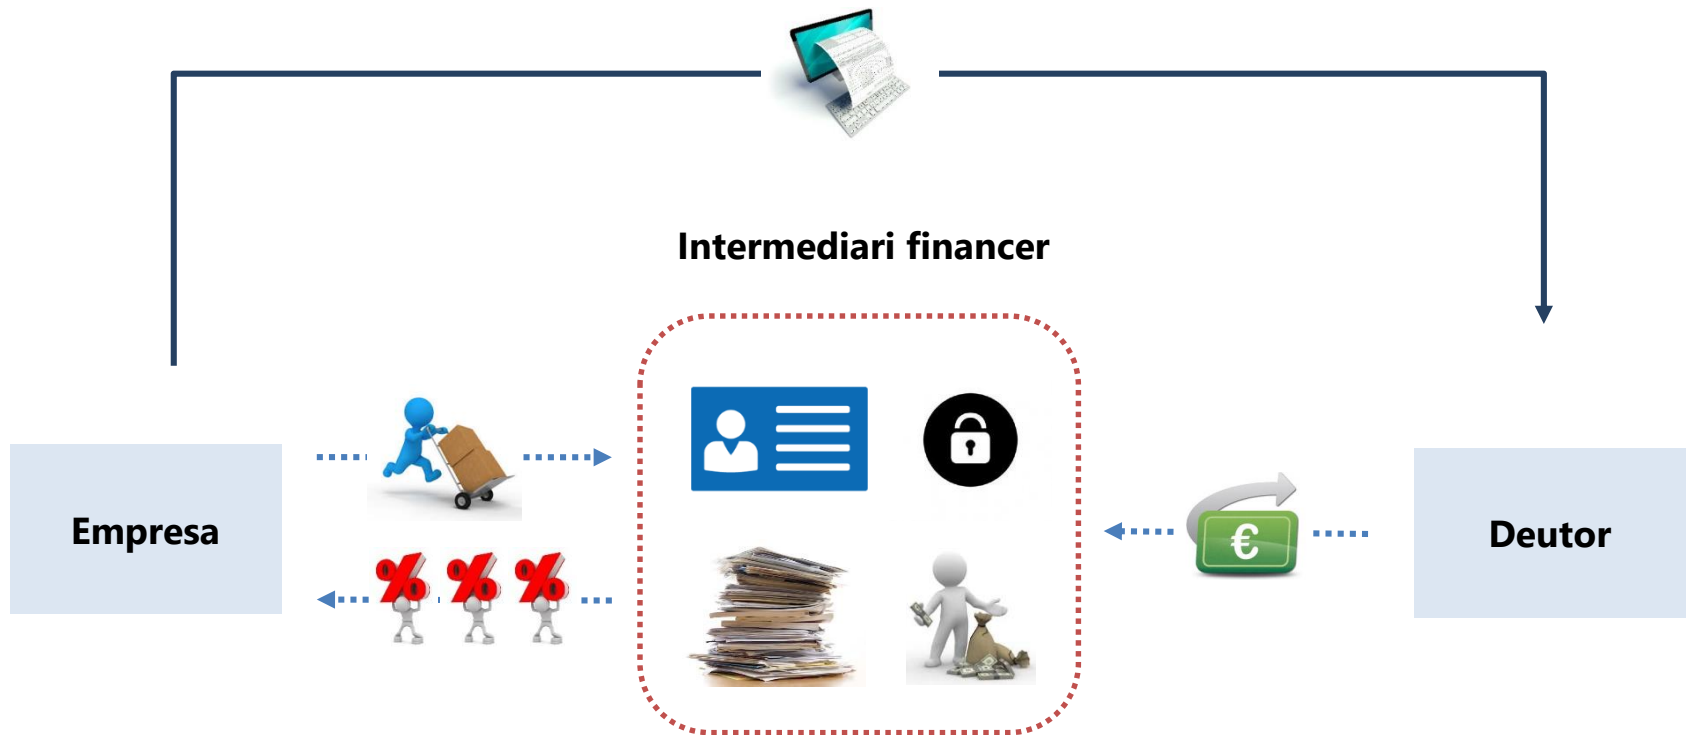 Intermediari financer
% % %
€
Empresa
Deutor